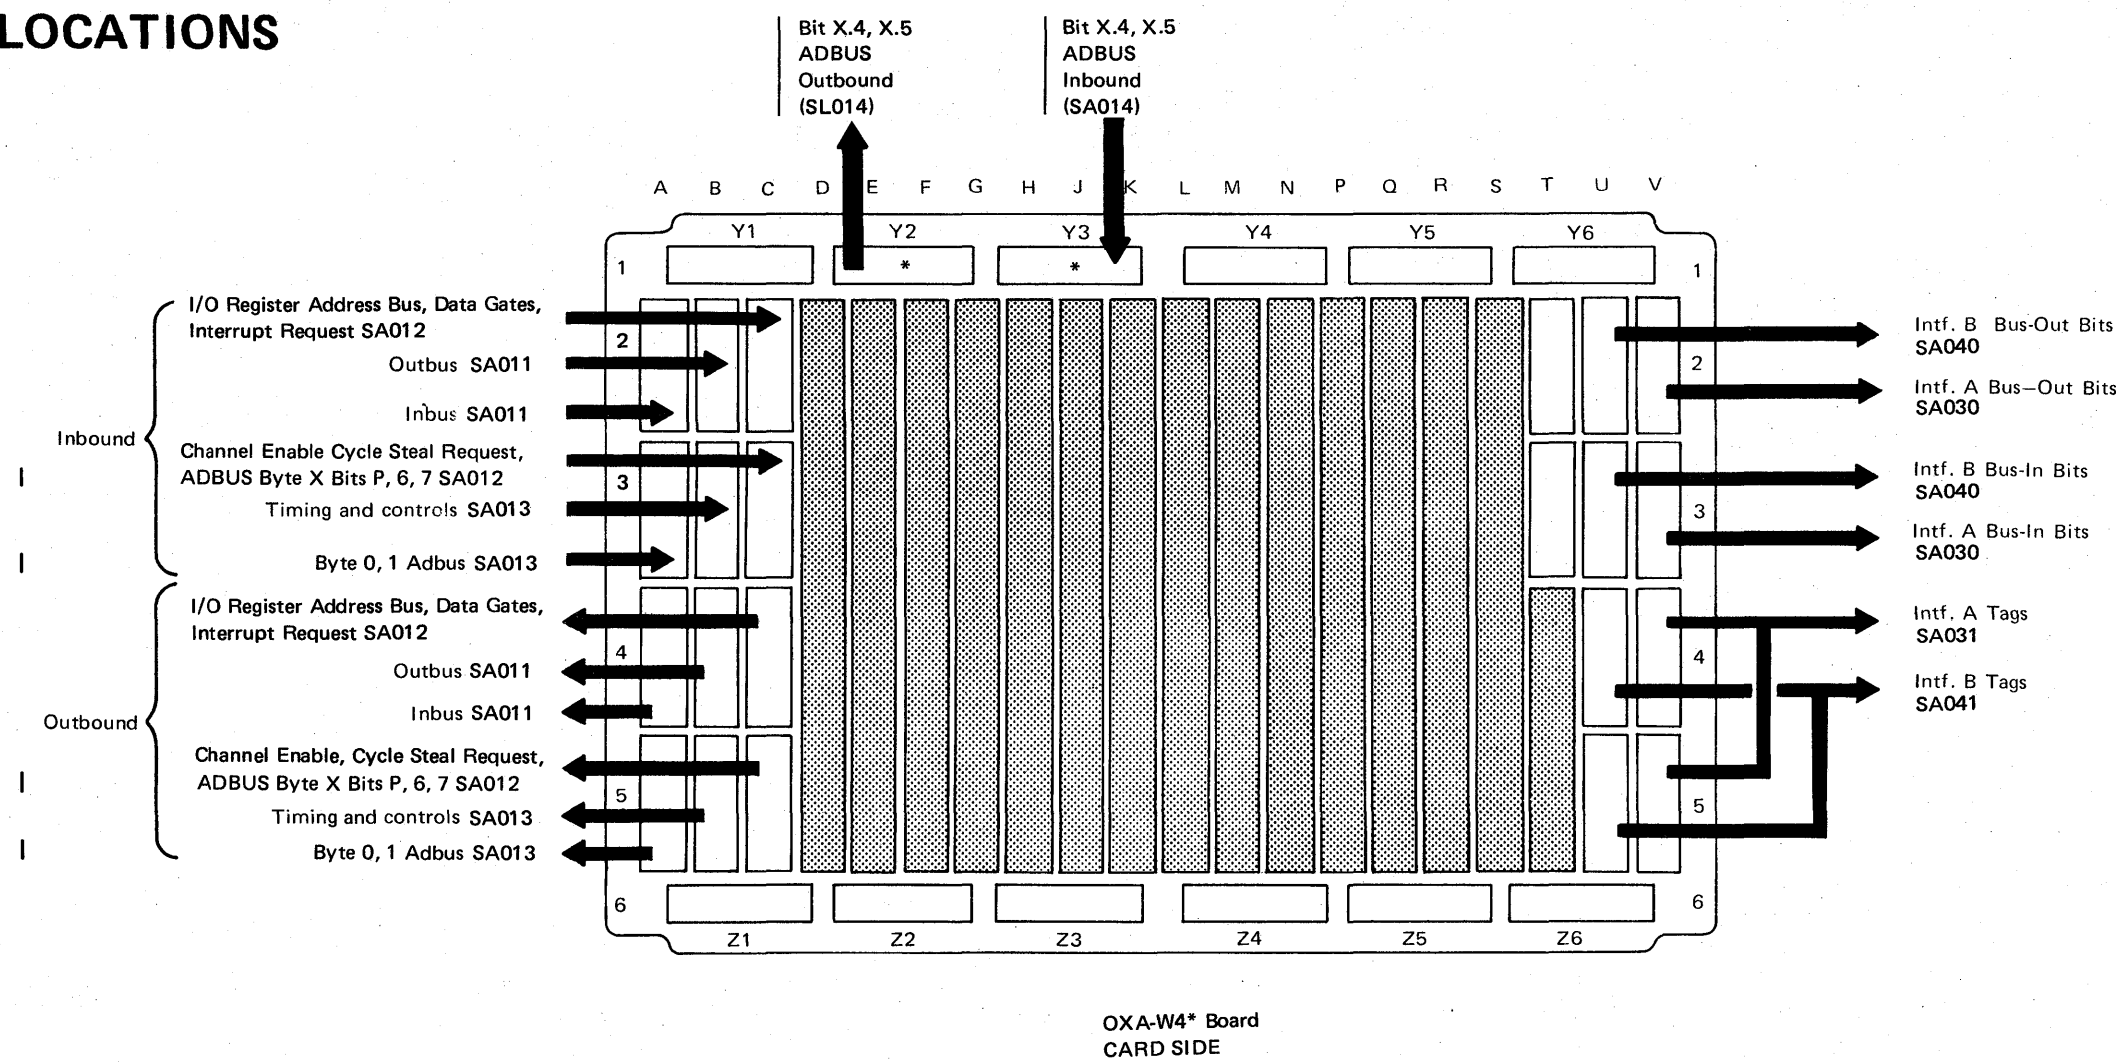 LOCATIONS
Bit X.4, X.5
ADBUS
Outbound
(SL014)
Bit X.4, X.5
ADBUS
Inbound
(SA014)
A B C D E F G H J K L M N P Q R S T U V
Y1 Y2 Y3 Y4 Y5 Y6
1 * * 1
Inbound
I/O Register Address Bus, Data Gates,
Interrupt Request SA012
Outbus SA011
Inbus SA011
Channel Enable Cycle Steal Request,
ADBUS Byte X Bits P, 6, 7 SA012
Timing and controls SA013
Byte 0, 1 Adbus SA013
Outbound
I/O Register Address Bus, Data Gates,
Interrupt Request SA012
Outbus SA011
Inbus SA011
Channel Enable, Cycle Steal Request,
ADBUS Byte X Bits P, 6, 7 SA012
Timing and controls SA013
Byte 0, 1 Adbus SA013
2
3
4
5
6
2
3
4
5
6
Intf. B Bus-Out Bits
SA040
Intf. A Bus—Out Bits
SA030
Intf. B Bus-In Bits
SA040
Intf. A Bus-In Bits
SA030
Intf. A Tags
SA031
Intf. B Tags
SA041
Z1 Z2 Z3 Z4 Z5 Z6
OXA-W4* Board
CARD SIDE